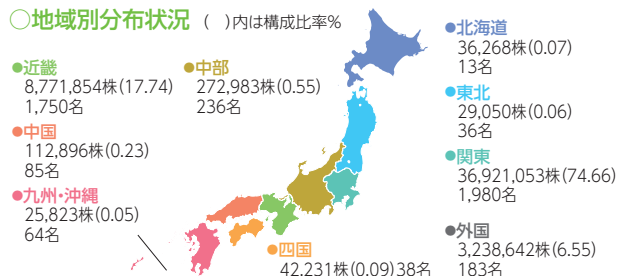 ○地域別分布状況 (　)内は構成比率%
●近畿
8,771,854株(17.74)
1,750名
●中国
112,896株(0.23)
85名
●九州・沖縄
25,823株(0.05)
64名
●中部
272,983株(0.55)
236名
●四国
42,231株(0.09)38名
●北海道
36,268株(0.07)
13名
●東北
29,050株(0.06)
36名
●関東
36,921,053株(74.66)
1,980名
●外国
3,238,642株(6.55)
183名